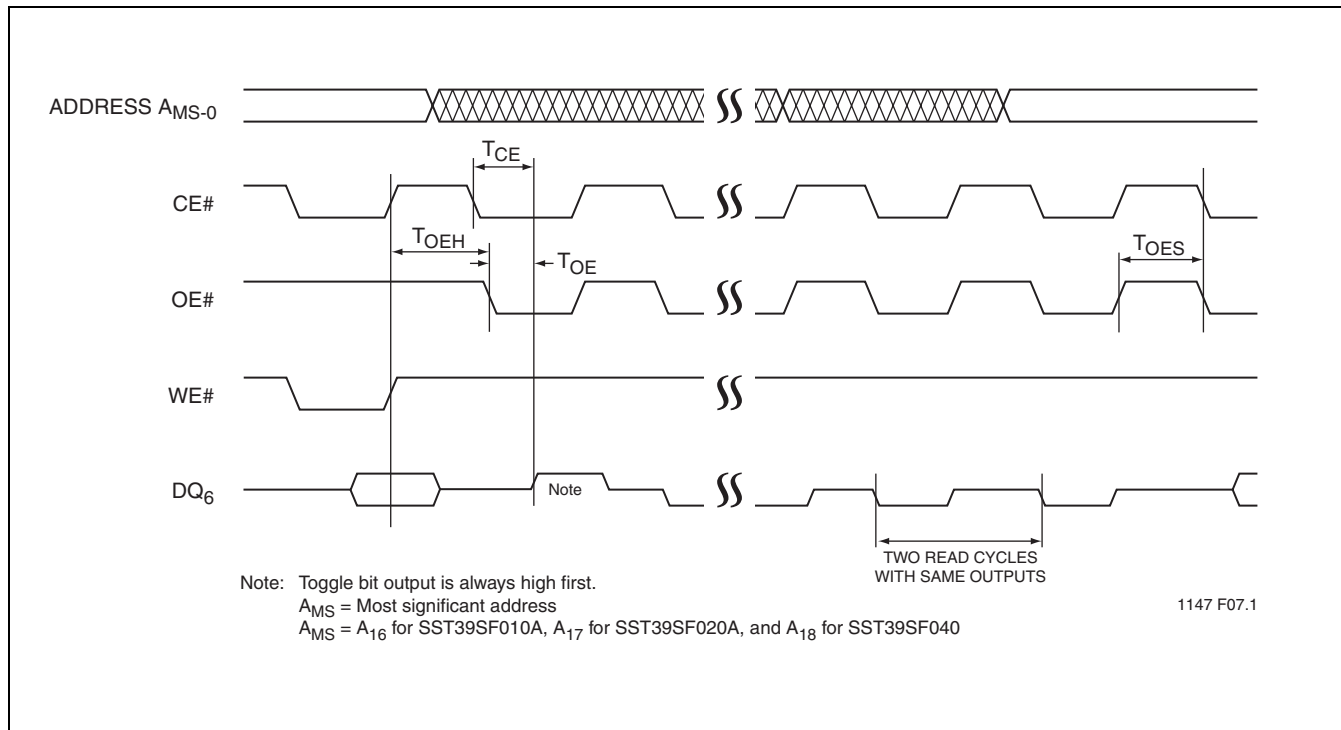 ADDRESS AMS-0
TCE
CE#
TOEH
TOE
TOES
OE#
WE#
DQ6
Note
TWO READ CYCLES
WITH SAME OUTPUTS
Note: Toggle bit output is always high first.
AMS = Most significant address
AMS = A16 for SST39SF010A, A17 for SST39SF020A, and A18 for SST39SF040
1147 F07.1